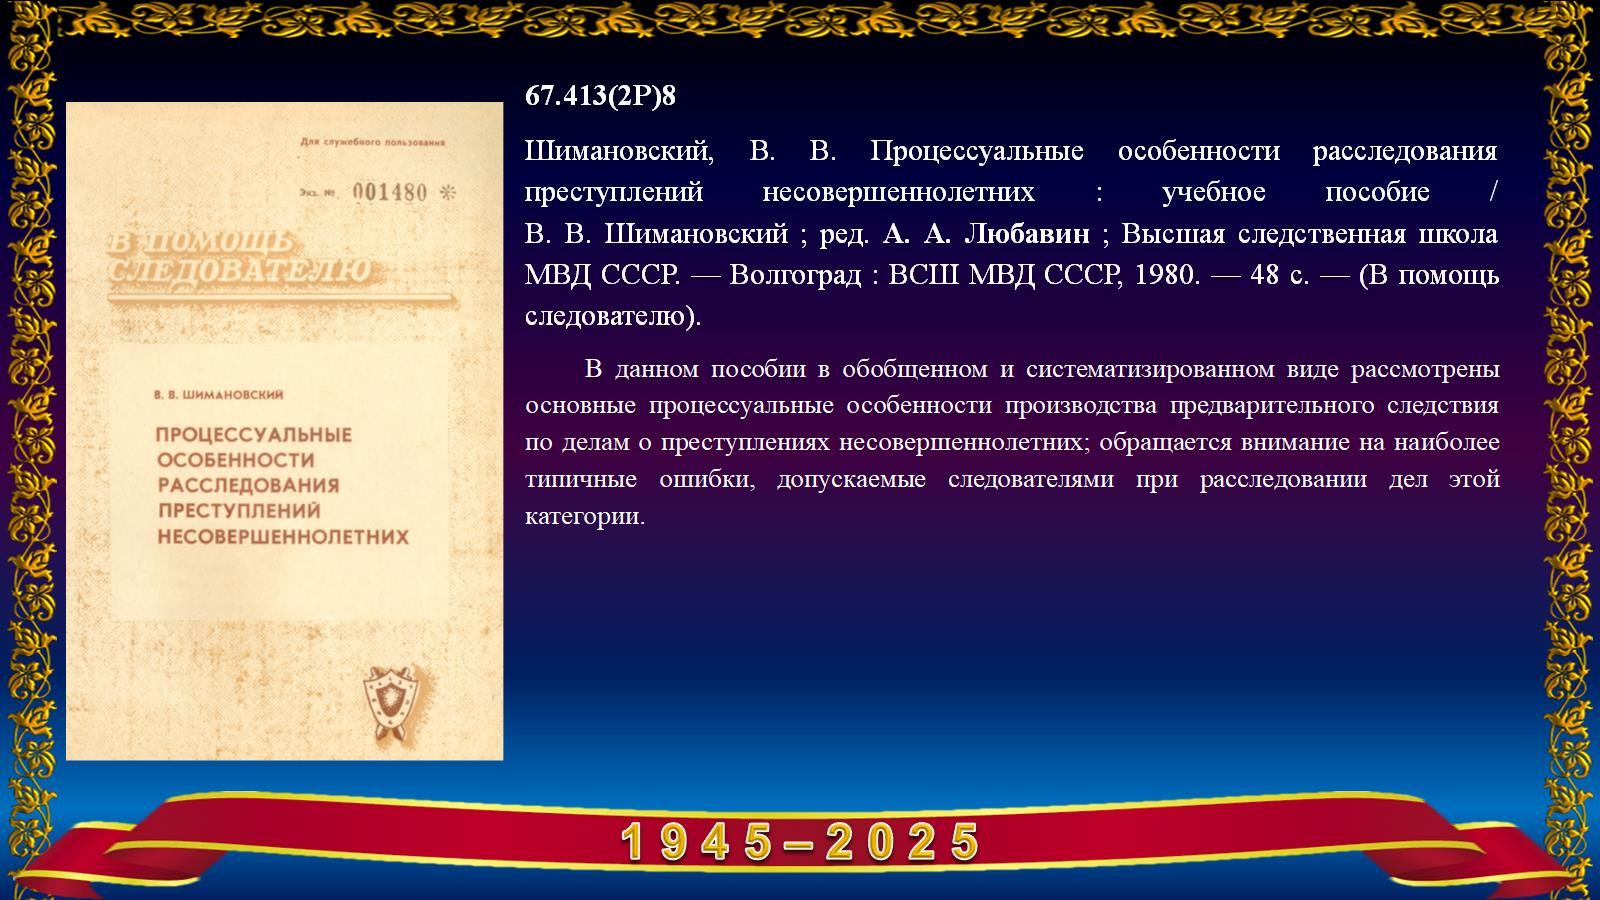 Для служебного пользования
Экз. № 001480 *
В ПОМОЩЬ
СЛЕДОВАТЕЛЮ
В. В. ШИМАНОВСКИЙ
ПРОЦЕССУАЛЬНЫЕ
ОСОБЕННОСТИ
РАССЛЕДОВАНИЯ
ПРЕСТУПЛЕНИЙ
НЕСОВЕРШЕННОЛЕТНИХ
67.413(2Р)8
Шимановский, В. В. Процессуальные особенности расследования
преступлений несовершеннолетних : учебное пособие /
В. В. Шимановский ; ред. А. А. Любавин ; Высшая следственная школа
МВД СССР. — Волгоград : ВСШ МВД СССР, 1980. — 48 с. — (В помощь
следователю).
В данном пособии в обобщенном и систематизированном виде рассмотрены
основные процессуальные особенности производства предварительного следствия
по делам о преступлениях несовершеннолетних; обращается внимание на наиболее
типичные ошибки, допускаемые следователями при расследовании дел этой
категории.
1945–2025